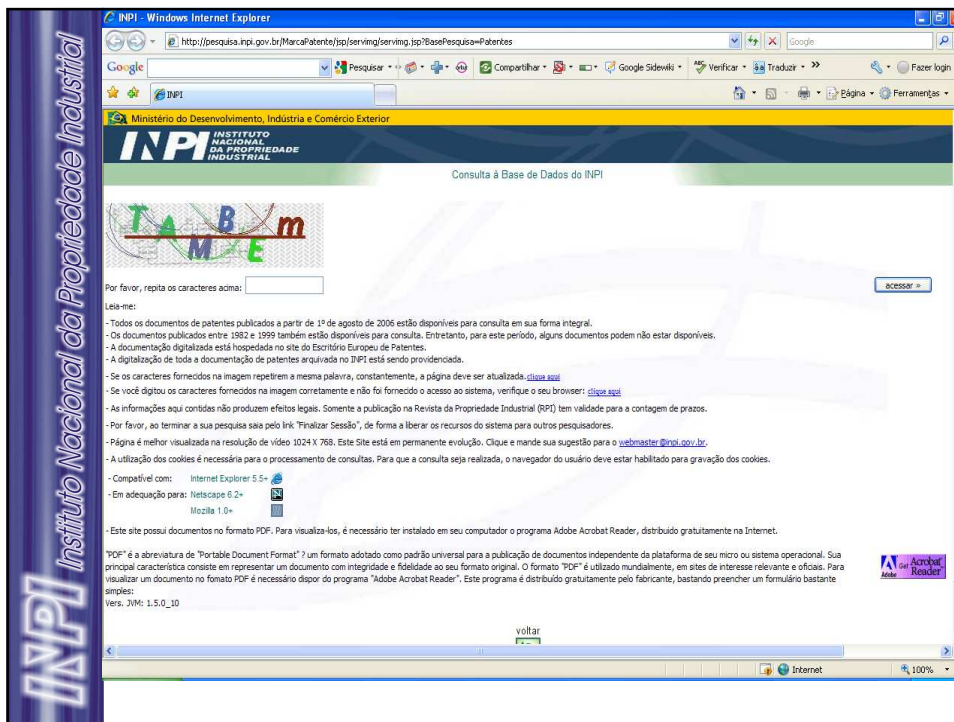 INPI Instituto Nacional da Propriedade Industrial
INPI - Windows Internet Explorer
http://pesquisa.inpi.gov.br/MarcaPatente/jsp/servimg/servimg.jsp?BasePesquisa=Patentes
Google
Google Pesquisar Compartilhar Google Sidewiki Verificar Traduzir Fazer login
INPI Página Ferramentas
Ministério do Desenvolvimento, Indústria e Comércio Exterior
INPI
INSTITUTO
NACIONAL
DA PROPRIEDADE
INDUSTRIAL
Consulta à Base de Dados do INPI
T A M B E m
Por favor, repita os caracteres acima:
acessar »
Leia-me:
- Todos os documentos de patentes publicados a partir de 1º de agosto de 2006 estão disponíveis para consulta em sua forma integral.
- Os documentos publicados entre 1982 e 1999 também estão disponíveis para consulta. Entretanto, para este período, alguns documentos podem não estar disponíveis.
- A documentação digitalizada está hospedada no site do Escritório Europeu de Patentes.
- A digitalização de toda a documentação de patentes arquivada no INPI está sendo providenciada.
- Se os caracteres fornecidos na imagem repetirem a mesma palavra, constantemente, a página deve ser atualizada.clique aqui
- Se você digitou os caracteres fornecidos na imagem corretamente e não foi fornecido o acesso ao sistema, verifique o seu browser: clique aqui
- As informações aqui contidas não produzem efeitos legais. Somente a publicação na Revista da Propriedade Industrial (RPI) tem validade para a contagem de prazos.
- Por favor, ao terminar a sua pesquisa saia pelo link "Finalizar Sessão", de forma a liberar os recursos do sistema para outros pesquisadores.
- Página é melhor visualizada na resolução de vídeo 1024 X 768. Este Site está em permanente evolução. Clique e mande sua sugestão para o webmaster@inpi.gov.br.
- A utilização dos cookies é necessária para o processamento de consultas. Para que a consulta seja realizada, o navegador do usuário deve estar habilitado para gravação dos cookies.
- Compatível com: Internet Explorer 5.5+
- Em adequação para: Netscape 6.2+
Mozilla 1.0+
- Este site possui documentos no formato PDF. Para visualiza-los, é necessário ter instalado em seu computador o programa Adobe Acrobat Reader, distribuido gratuitamente na Internet.
"PDF" é a abreviatura de "Portable Document Format" ? um formato adotado como padrão universal para a publicação de documentos independente da plataforma de seu micro ou sistema operacional. Sua
principal característica consiste em representar um documento com integridade e fidelidade ao seu formato original. O formato "PDF" é utilizado mundialmente, em sites de interesse relevante e oficiais. Para
visualizar um documento no fomato PDF é necessário dispor do programa "Adobe Acrobat Reader". Este programa é distribuído gratuitamente pelo fabricante, bastando preencher um formulário bastante
simples:
Adobe Get Acrobat Reader
Vers. JVM: 1.5.0_10
voltar
Internet 100%